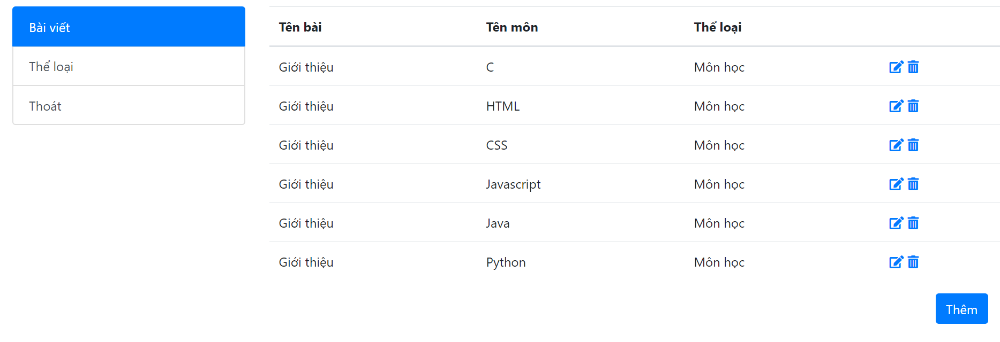 Bài viết
Thể loại
Thoát
Tên bài Tên môn Thể loại
Giới thiệu C Môn học
Giới thiệu HTML Môn học
Giới thiệu CSS Môn học
Giới thiệu Javascript Môn học
Giới thiệu Java Môn học
Giới thiệu Python Môn học
Thêm